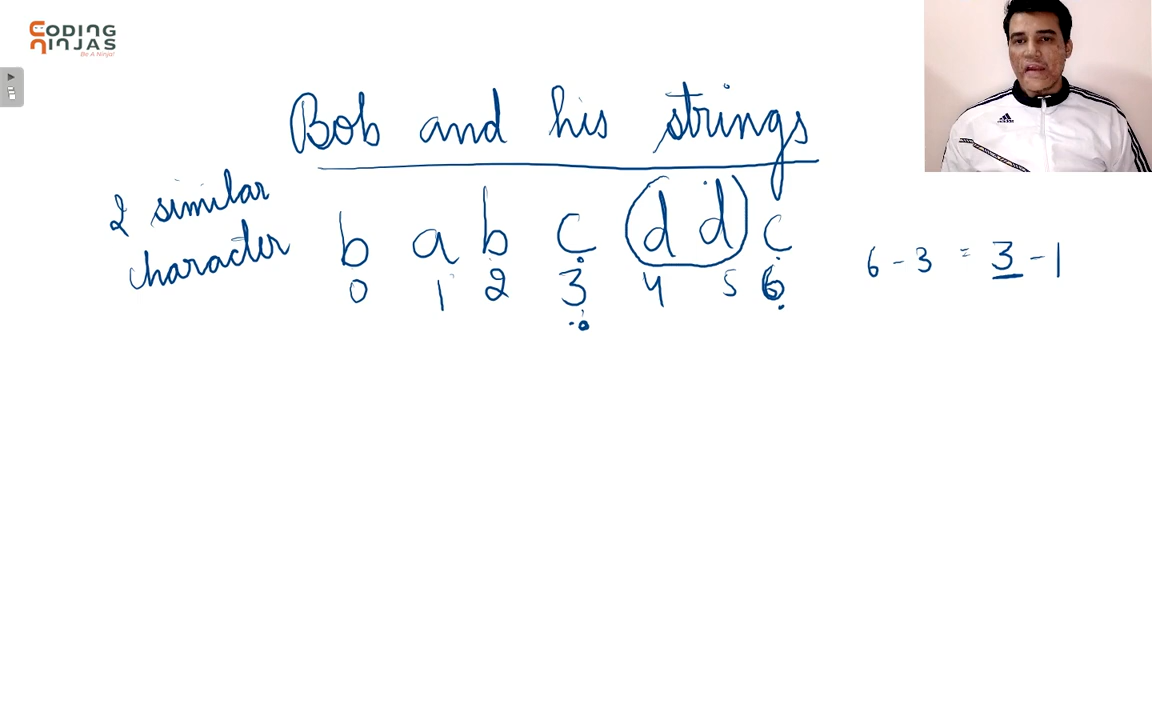 CODING
NINJAS
Be A Ninja!
Bob and his strings
2 similar
character
b a b c d d c
0 1 2 3 4 5 6
6 - 3 = 3 - 1